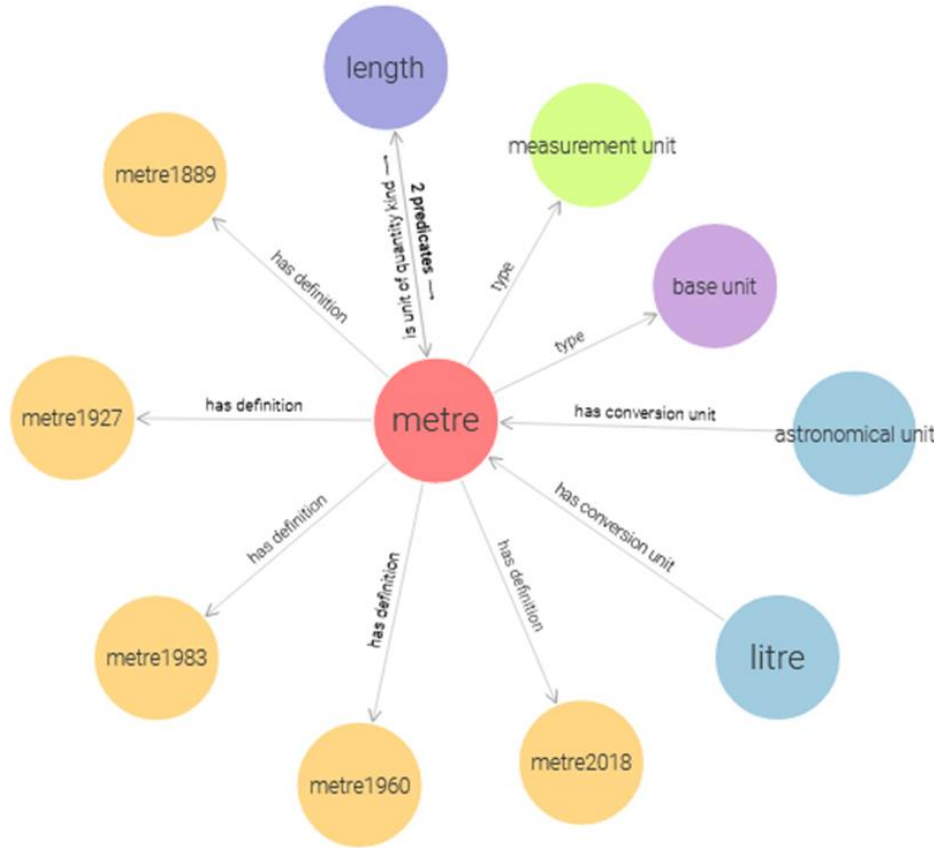 length
measurement unit
metre1889
2 predicates —
is unit of quantity kind —
has definition
type
base unit
type
metre1927
has definition
metre
has conversion unit
astronomical unit
has definition
has definition
has definition
has conversion unit
metre1983
litre
metre1960
metre2018